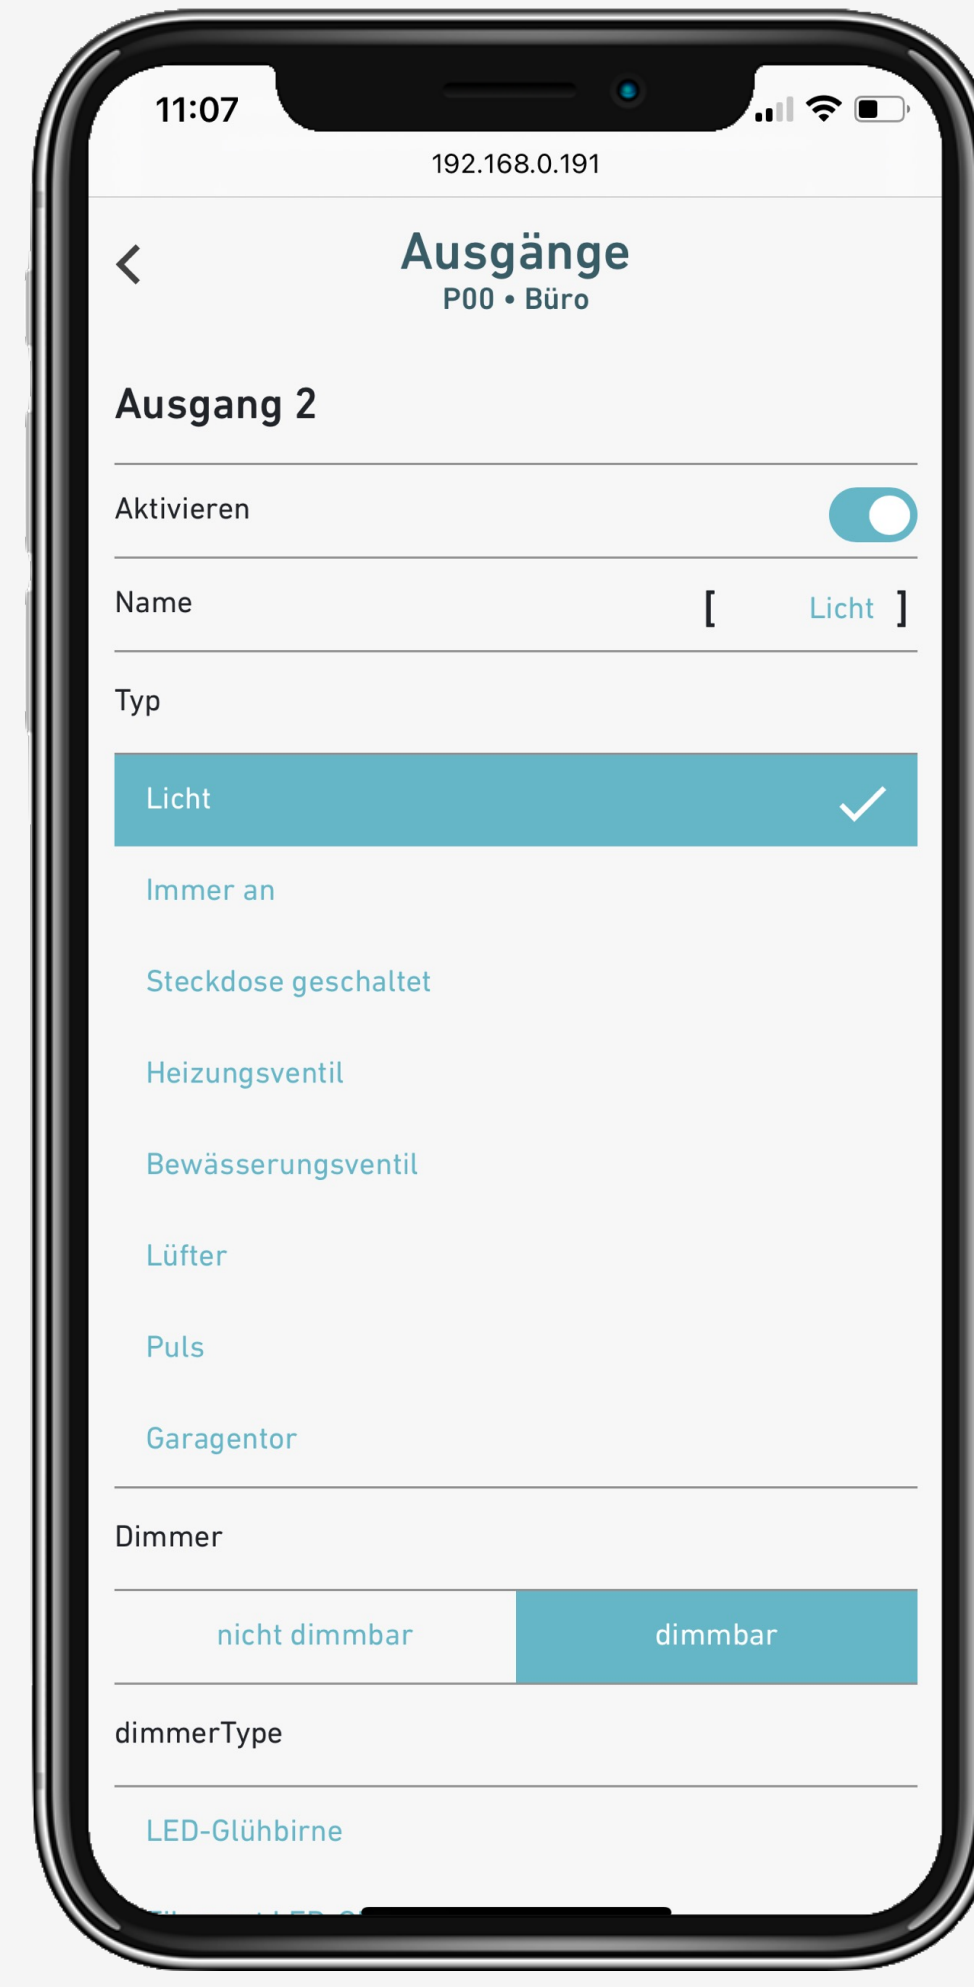 11:07
192.168.0.191
Ausgänge
P00 • Büro
Ausgang 2
Aktivieren
Name [ Licht ]
Typ
Licht
Immer an
Steckdose geschaltet
Heizungsventil
Bewässerungsventil
Lüfter
Puls
Garagentor
Dimmer
nicht dimmbar dimmbar
dimmerType
LED-Glühbirne